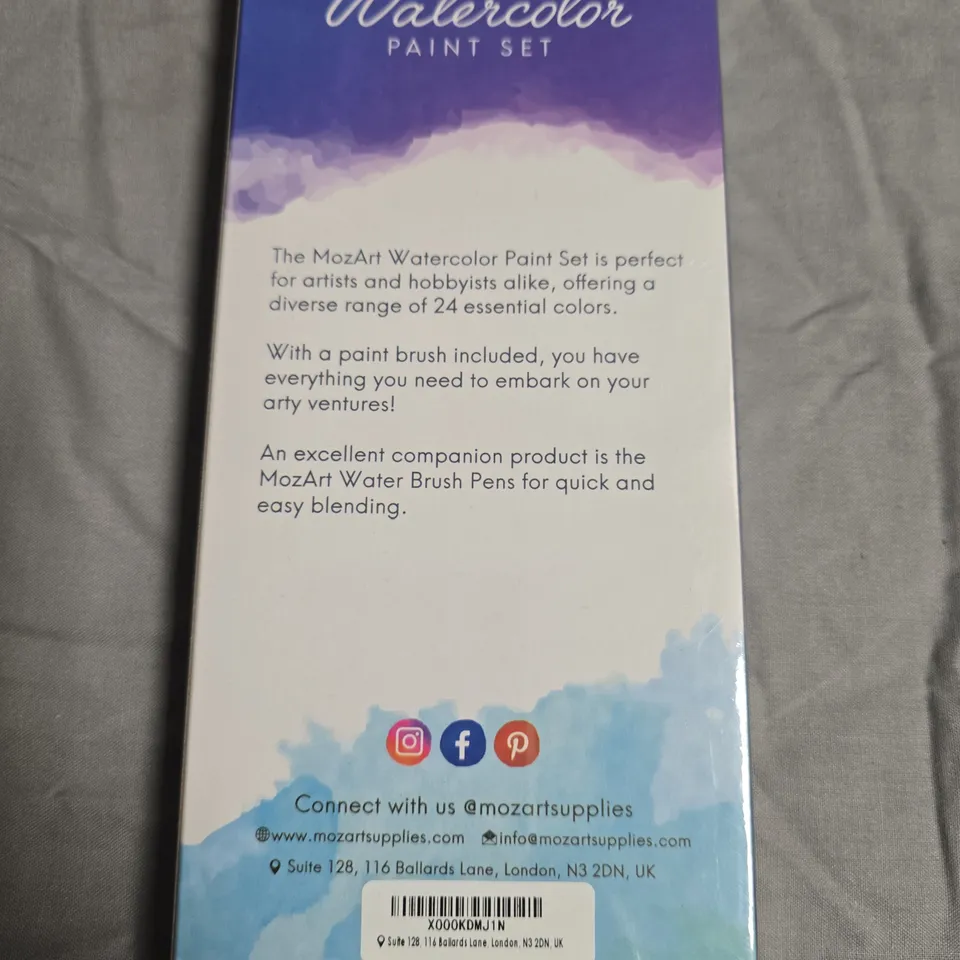 Watercolor
PAINT SET
The MozArt Watercolor Paint Set is perfect
for artists and hobbyists alike, offering a
diverse range of 24 essential colors.
With a paint brush included, you have
everything you need to embark on your
arty ventures!
An excellent companion product is the
MozArt Water Brush Pens for quick and
easy blending.
Connect with us @mozartsupplies
www.mozartsupplies.com info@mozartsupplies.com
Suite 128, 116 Ballards Lane, London, N3 2DN, UK
X000KDMJ1N
Suite 128, 116 Ballards Lane, London, N3 2DN, UK